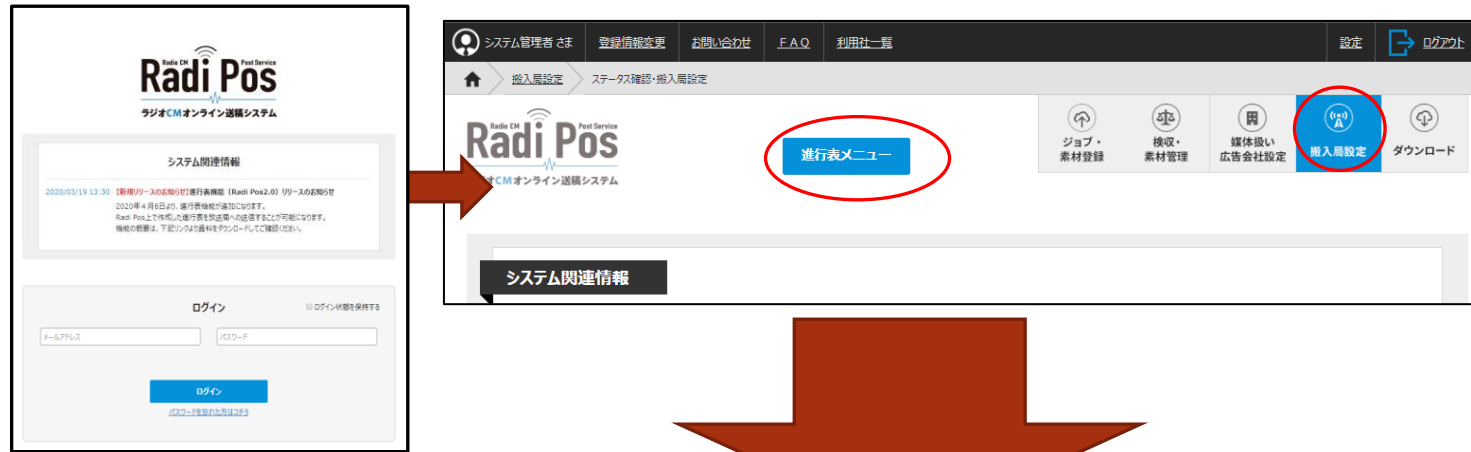 Radio CM Post Service
Radi Pos
ラジオCMオンライン送稿システム
システム関連情報
2020/03/19 13:30 【新規リリースのお知らせ】進行表機能（Radi Pos2.0）リリースのお知らせ
2020年4月6日より、進行表機能が追加になります。
Radi Pos上で作成した進行表を放送局への送信することが可能になります。
機能の概要は、下記リンクより資料をダウンロードしてご確認ください。
ログイン
ログイン状態を保持する
メールアドレス
パスワード
ログイン
パスワードを忘れた方はコチラ
システム管理者 さま 登録情報変更 お問い合わせ FAQ 利用社一覧 設定 ログアウト
搬入局設定 ステータス確認・搬入局設定
Radio CM Post Service
Radi Pos
オCMオンライン送稿システム
進行表メニュー
ジョブ・
素材登録
検収・
素材管理
媒体扱い
広告会社設定
搬入局設定
ダウンロード
システム関連情報